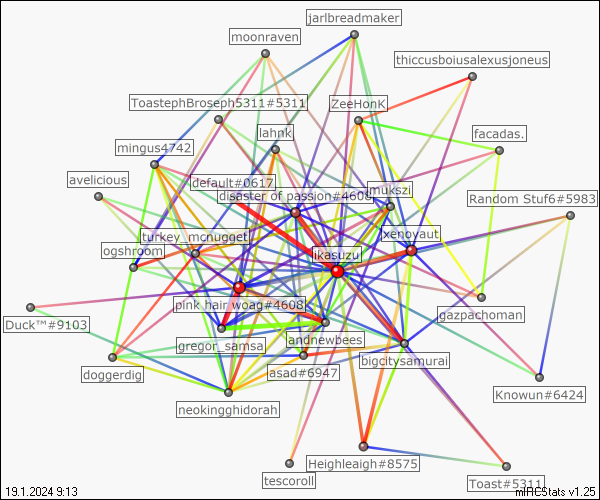 jarlbreadmaker
moonraven
thiccusboiusalexusjoneus
ToastephBroseph5311#5311
ZeeHonK
lahnk
facadas.
mingus4742
avelicious
default#0617
mukszi
disaster of passion#4608
Random Stuf6#5983
turkey_mcnugget
xenoyaut
ogshroom
ikasuzu
pink hair woag#4608
gazpachoman
Duck™#9103
gregor_samsa
andnewbees
bigcitysamurai
doggerdig
asad#6947
Knowun#6424
neokingghidorah
Heighleaigh#8575
tescoroll
Toast#5311
19.1.2024 9:13
mIRCStats v1.25